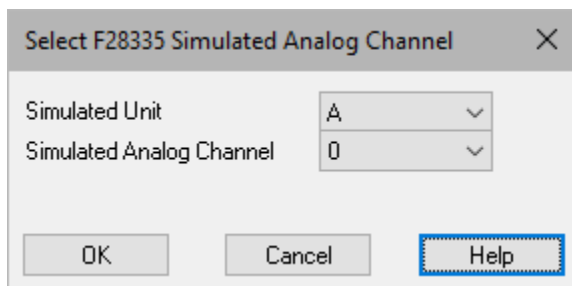 Select F28335 Simulated Analog Channel
Simulated Unit A
Simulated Analog Channel 0
OK Cancel Help